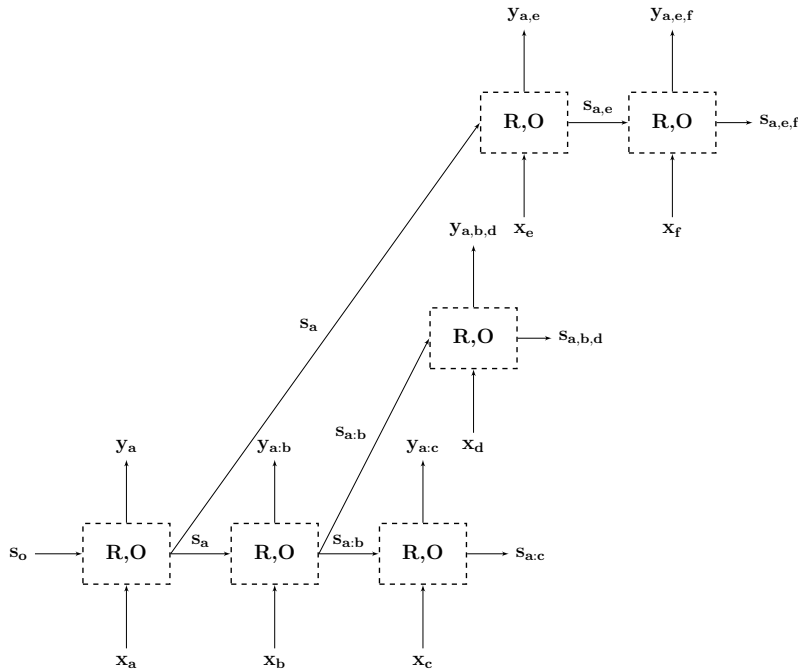 y_{a,e} y_{a,e,f}
s_{a,e}
R,O R,O s_{a,e,f}
x_e x_f
y_{a,b,d}
s_a
R,O s_{a,b,d}
s_{a:b}
x_d
y_a y_{a:b} y_{a:c}
s_a s_{a:b}
s_o R,O R,O R,O s_{a:c}
x_a x_b x_c